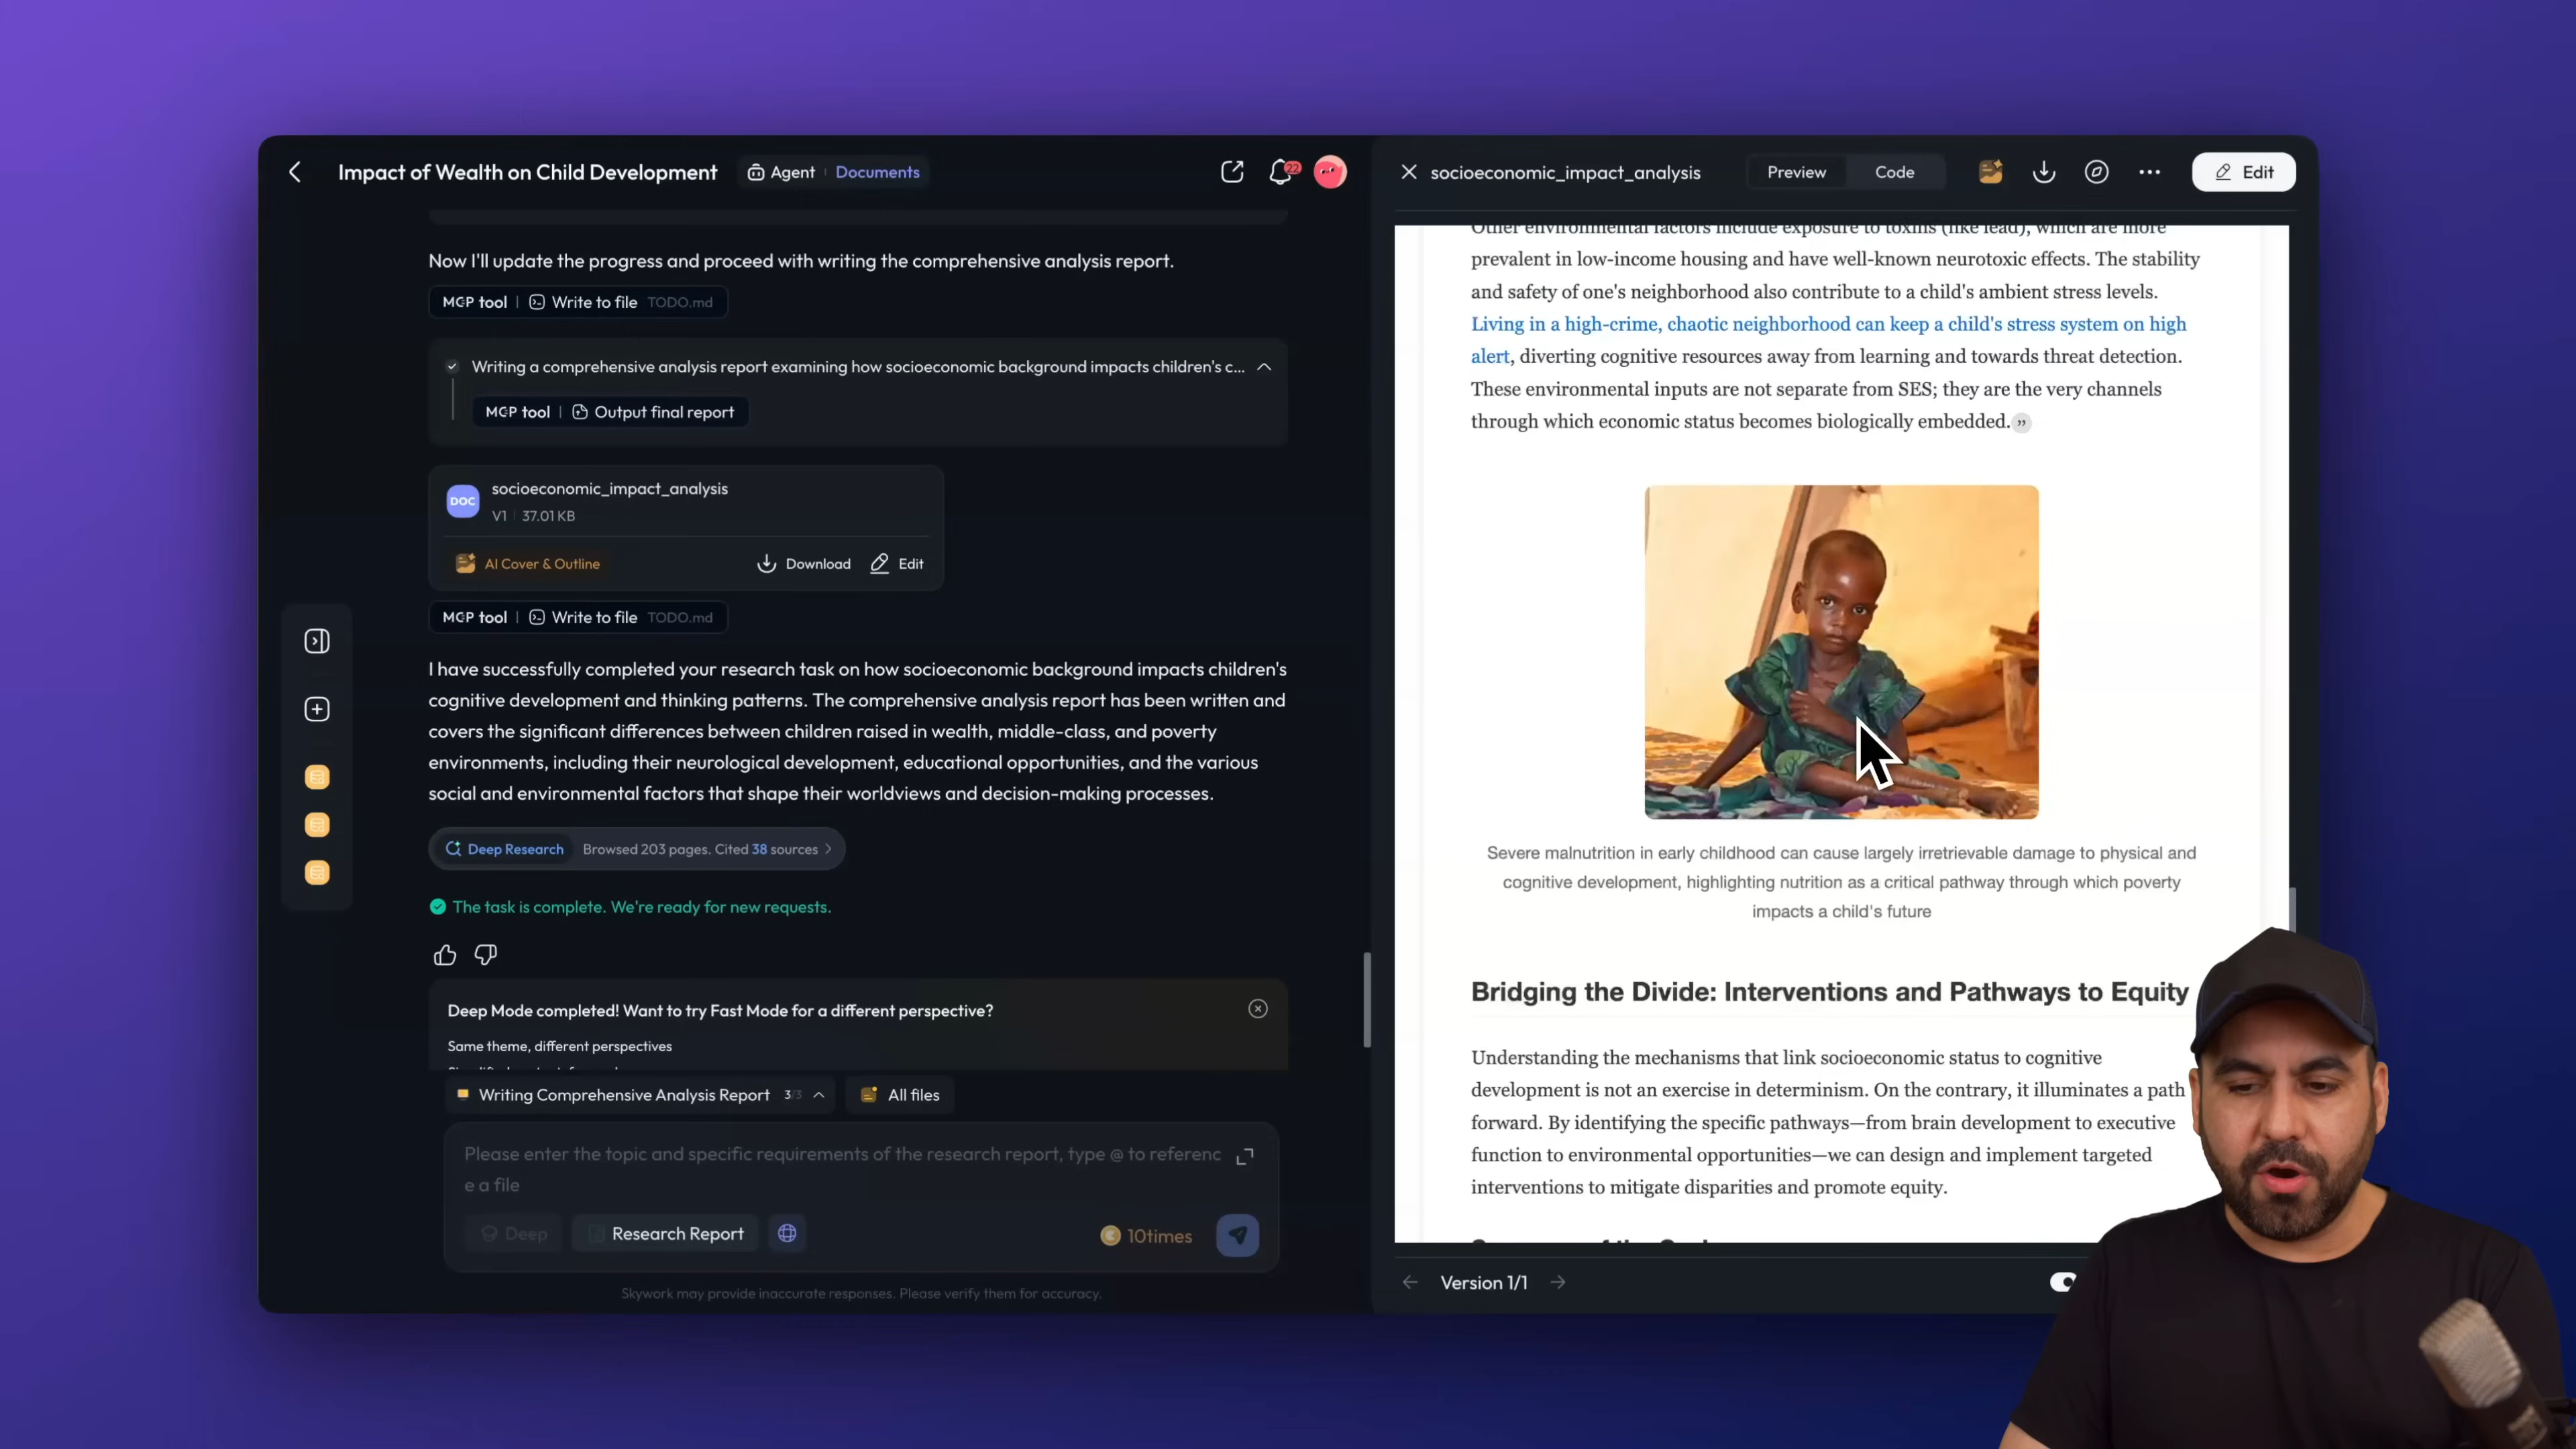 Impact of Wealth on Child Development
Agent
Documents
22
Now I'll update the progress and proceed with writing the comprehensive analysis report.
MCP tool | Write to file TODO.md
Writing a comprehensive analysis report examining how socioeconomic background impacts children's c...
MCP tool | Output final report
DOC
socioeconomic_impact_analysis
V1 | 37.01 KB
AI Cover & Outline
Download
Edit
MCP tool | Write to file TODO.md
I have successfully completed your research task on how socioeconomic background impacts children's
cognitive development and thinking patterns. The comprehensive analysis report has been written and
covers the significant differences between children raised in wealth, middle-class, and poverty
environments, including their neurological development, educational opportunities, and the various
social and environmental factors that shape their worldviews and decision-making processes.
Deep Research
Browsed 203 pages. Cited 38 sources
The task is complete. We're ready for new requests.
Deep Mode completed! Want to try Fast Mode for a different perspective?
Same theme, different perspectives
Writing Comprehensive Analysis Report 3/3
All files
Please enter the topic and specific requirements of the research report, type @ to referenc
e a file
Deep
Research Report
10times
Skywork may provide inaccurate responses. Please verify them for accuracy.
socioeconomic_impact_analysis
Preview
Code
Edit
Other environmental factors include exposure to toxins (like lead), which are more
prevalent in low-income housing and have well-known neurotoxic effects. The stability
and safety of one's neighborhood also contribute to a child's ambient stress levels.
Living in a high-crime, chaotic neighborhood can keep a child's stress system on high
alert, diverting cognitive resources away from learning and towards threat detection.
These environmental inputs are not separate from SES; they are the very channels
through which economic status becomes biologically embedded.
Severe malnutrition in early childhood can cause largely irretrievable damage to physical and
cognitive development, highlighting nutrition as a critical pathway through which poverty
impacts a child's future
Bridging the Divide: Interventions and Pathways to Equity
Understanding the mechanisms that link socioeconomic status to cognitive
development is not an exercise in determinism. On the contrary, it illuminates a path
forward. By identifying the specific pathways—from brain development to executive
function to environmental opportunities—we can design and implement targeted
interventions to mitigate disparities and promote equity.
Version 1/1